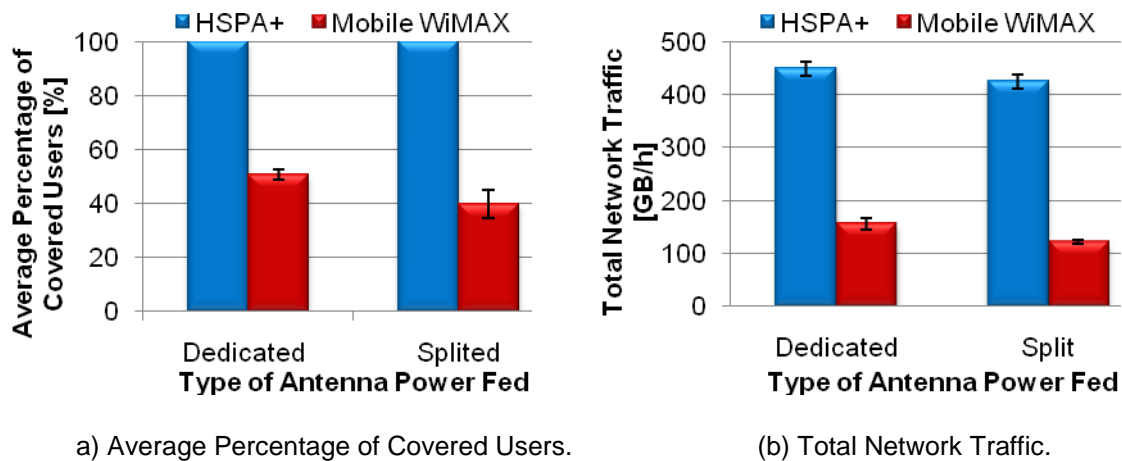 HSPA+ Mobile WiMAX
Average Percentage of
Covered Users [%]
100
80
60
40
20
0
Dedicated Splited
Type of Antenna Power Fed
HSPA+ Mobile WiMAX
Total Network Traffic
[GB/h]
500
400
300
200
100
0
Dedicated Split
Type of Antenna Power Fed
a) Average Percentage of Covered Users.
(b) Total Network Traffic.